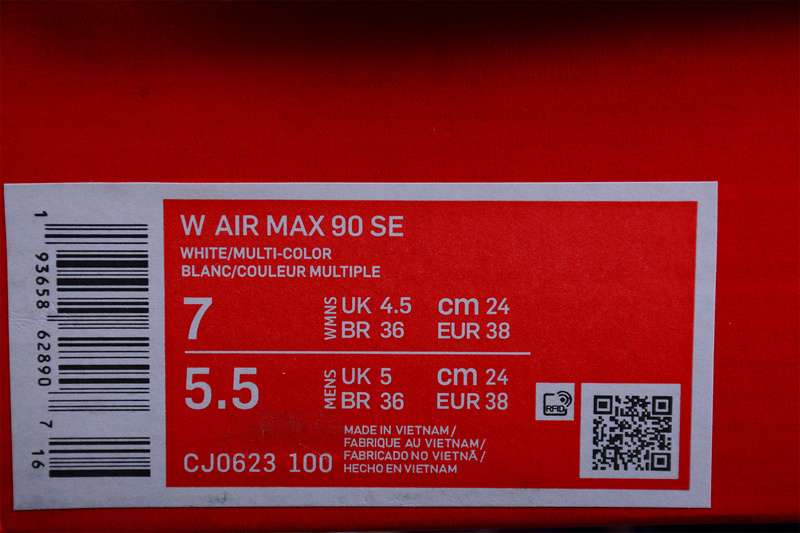 W AIR MAX 90 SE
WHITE/MULTI-COLOR
BLANC/COULEUR MULTIPLE
7 WMNS UK 4.5 cm 24
BR 36 EUR 38
5.5 MENS UK 5 cm 24
BR 36 EUR 38
MADE IN VIETNAM/
FABRIQUE AU VIETNAM/
FABRICADO NO VIETNÃ/
HECHO EN VIETNAM
CJ0623 100
RFID
1 93658 62890 7 16